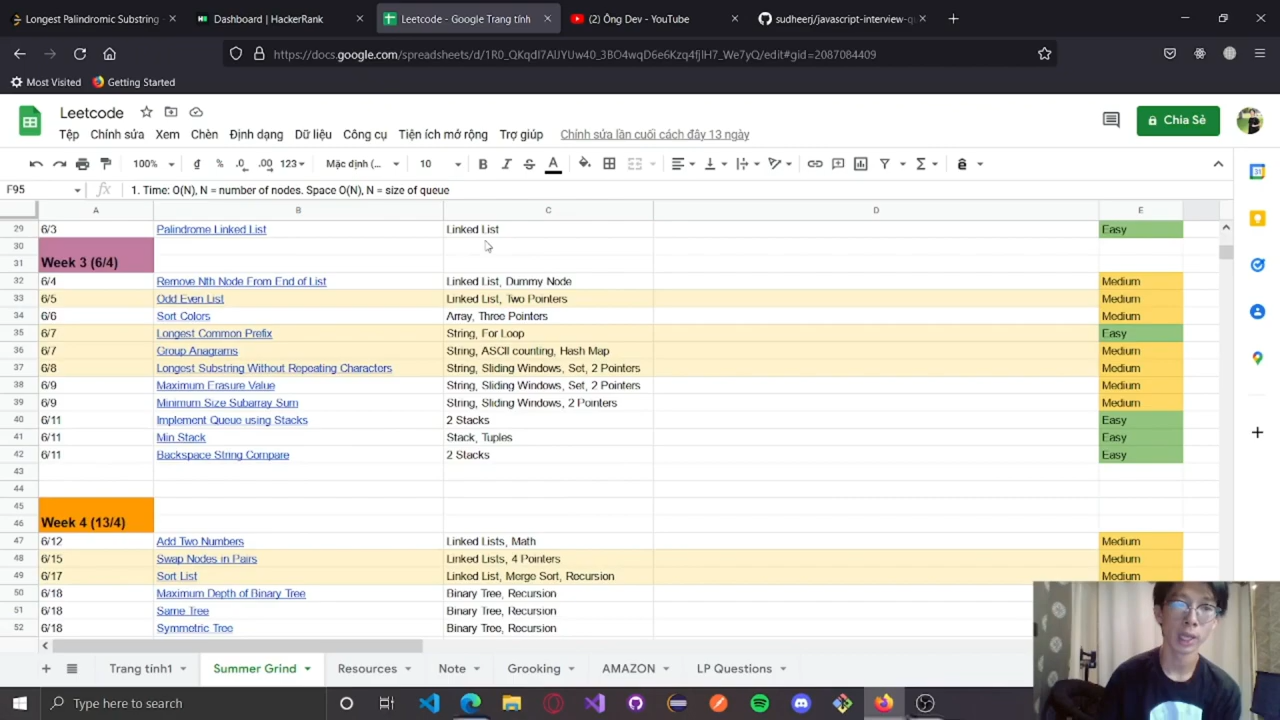 Longest Palindromic Substring -
Dashboard | HackerRank
Leetcode - Google Trang tính
(2) Ông Dev - YouTube
sudheerj/javascript-interview-q
https://docs.google.com/spreadsheets/d/1R0_QKqdI7AIJYUw40_3BO4wqD6e6Kzq4fjIH7_We7yQ/edit#gid=2087084409
Most Visited
Getting Started
Leetcode
Tệp Chỉnh sửa Xem Chèn Định dạng Dữ liệu Công cụ Tiện ích mở rộng Trợ giúp Chỉnh sửa lần cuối cách đây 13 ngày
Chia Sẻ
100% đ % .0 .00 123 Mặc định (... 10 B I S A Σ
F95 fx 1. Time: O(N), N = number of nodes. Space O(N), N = size of queue
A B C D E
29 6/3 Palindrome Linked List Linked List Easy
30
31 Week 3 (6/4)
32 6/4 Remove Nth Node From End of List Linked List, Dummy Node Medium
33 6/5 Odd Even List Linked List, Two Pointers Medium
34 6/6 Sort Colors Array, Three Pointers Medium
35 6/7 Longest Common Prefix String, For Loop Easy
36 6/7 Group Anagrams String, ASCII counting, Hash Map Medium
37 6/8 Longest Substring Without Repeating Characters String, Sliding Windows, Set, 2 Pointers Medium
38 6/9 Maximum Erasure Value String, Sliding Windows, Set, 2 Pointers Medium
39 6/9 Minimum Size Subarray Sum String, Sliding Windows, 2 Pointers Medium
40 6/11 Implement Queue using Stacks 2 Stacks Easy
41 6/11 Min Stack Stack, Tuples Easy
42 6/11 Backspace String Compare 2 Stacks Easy
43
44
45
46 Week 4 (13/4)
47 6/12 Add Two Numbers Linked Lists, Math Medium
48 6/15 Swap Nodes in Pairs Linked Lists, 4 Pointers Medium
49 6/17 Sort List Linked List, Merge Sort, Recursion Medium
50 6/18 Maximum Depth of Binary Tree Binary Tree, Recursion
51 6/18 Same Tree Binary Tree, Recursion
52 6/18 Symmetric Tree Binary Tree, Recursion
Trang tính1 Summer Grind Resources Note Grooking AMAZON LP Questions
Type here to search